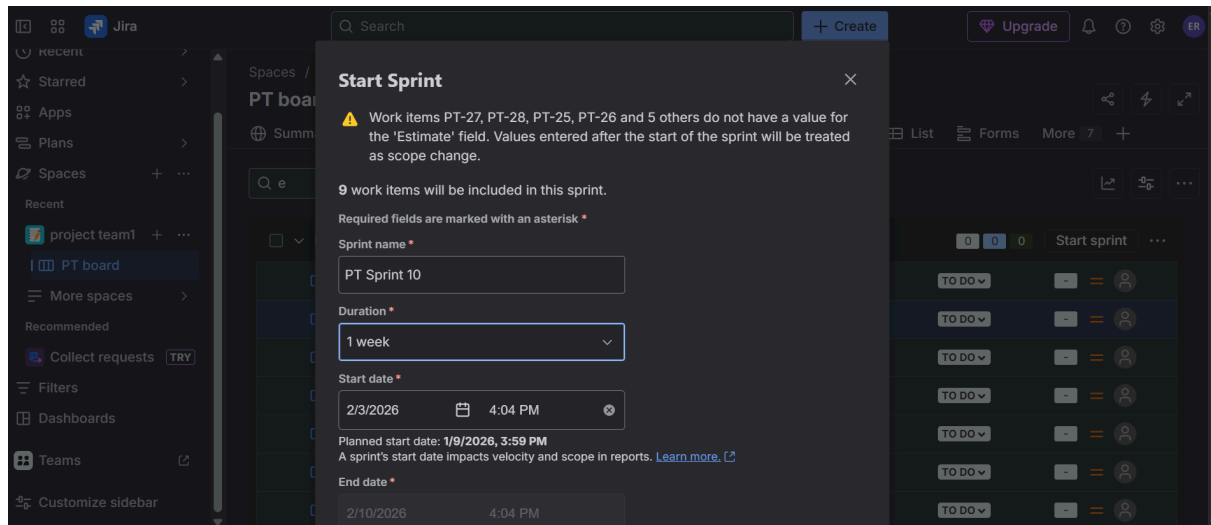 Jira
Search
+ Create
Upgrade
ER
Recent
Starred
Apps
Plans
Spaces
Recent
project team1
PT board
More spaces
Recommended
Collect requests TRY
Filters
Dashboards
Teams
Customize sidebar
Spaces /
PT boar
Summ
List
Forms
More 7
e
0 0 0 Start sprint
TO DO -
TO DO -
TO DO -
TO DO -
TO DO -
TO DO -
TO DO -
Start Sprint
Work items PT-27, PT-28, PT-25, PT-26 and 5 others do not have a value for
the 'Estimate' field. Values entered after the start of the sprint will be treated
as scope change.
9 work items will be included in this sprint.
Required fields are marked with an asterisk *
Sprint name *
PT Sprint 10
Duration *
1 week
Start date *
2/3/2026 4:04 PM
Planned start date: 1/9/2026, 3:59 PM
A sprint's start date impacts velocity and scope in reports. Learn more.
End date *
2/10/2026 4:04 PM